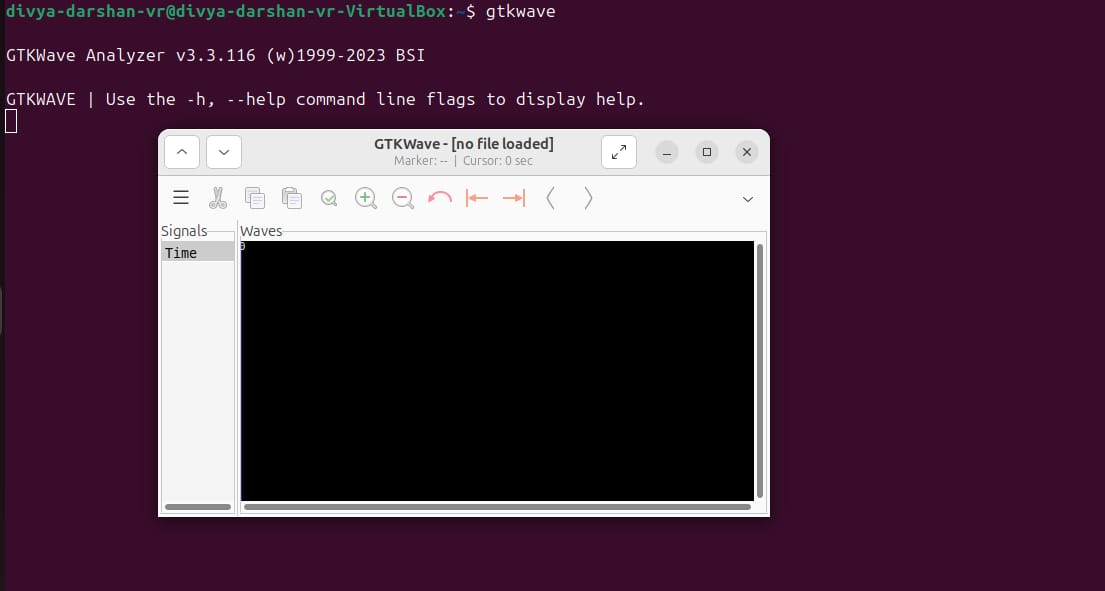 divya-darshan-vr@divya-darshan-vr-VirtualBox:~$ gtkwave
GTKWave Analyzer v3.3.116 (w)1999-2023 BSI
GTKWAVE | Use the -h, --help command line flags to display help.
GTKWave - [no file loaded]
Marker: -- | Cursor: 0 sec
Signals
Waves
Time
0